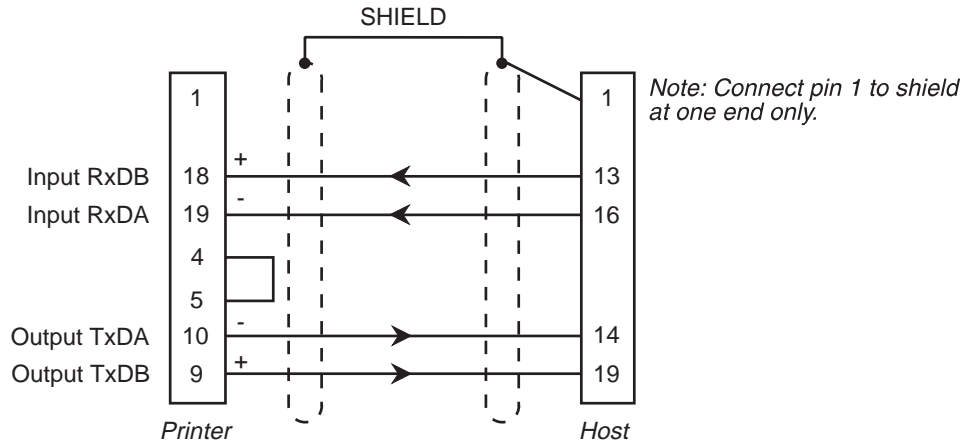 SHIELD
1
1
Note: Connect pin 1 to shield
at one end only.
Input RxDB 18 + 13
Input RxDA 19 - 16
4
5
Output TxDA 10 - 14
Output TxDB 9 + 19
Printer
Host